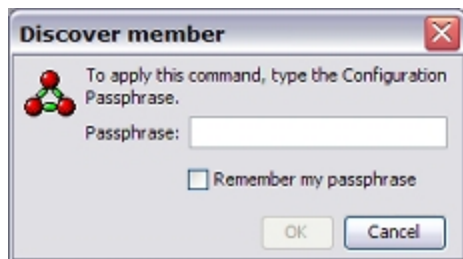 Discover member
To apply this command, type the Configuration
Passphrase.
Passphrase:
Remember my passphrase
OK Cancel